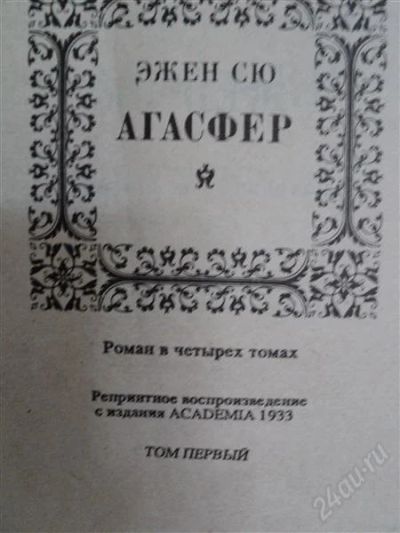 ЭЖЕН СЮ
АГАСФЕР
Роман в четырех томах
Репринтное воспроизведение
с издания ACADEMIA 1933
ТОМ ПЕРВЫЙ
24au.ru